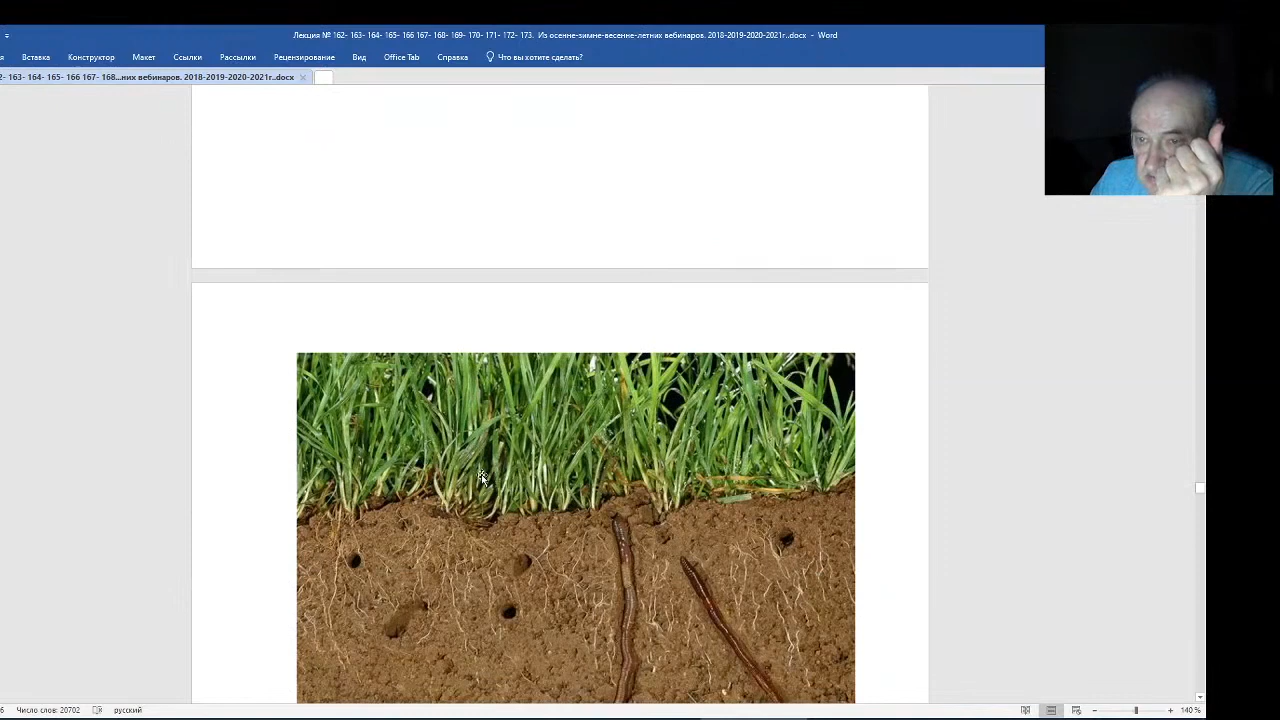 Лекция № 162- 163- 164- 165- 166 167- 168- 169- 170- 171- 172- 173. Из осенне-зимне-весенне-летних вебинаров. 2018-2019-2020-2021г..docx - Word
Вставка Конструктор Макет Ссылки Рассылки Рецензирование Вид Office Tab Справка Что вы хотите сделать?
2- 163- 164- 165- 166 167- 168...них вебинаров. 2018-2019-2020-2021г..docx
6 Число слов: 20702 русский 140 %